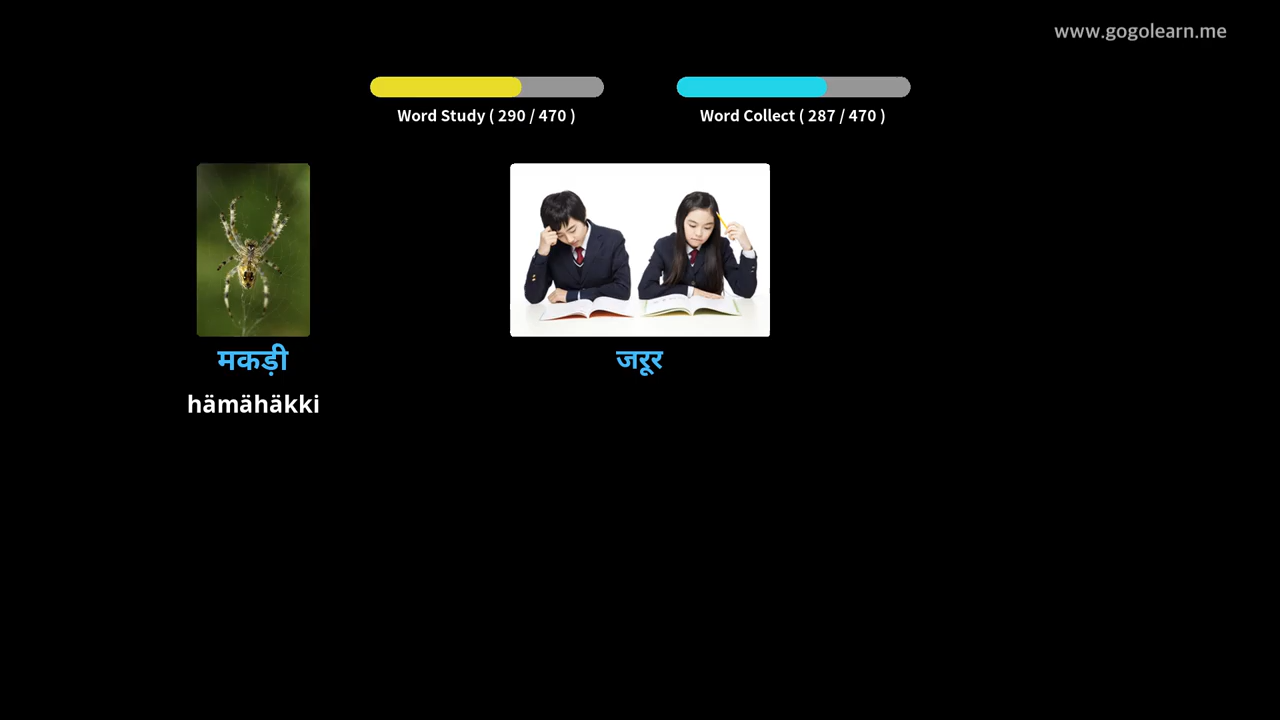 www.gogolearn.me
Word Study ( 290 / 470 )
Word Collect ( 287 / 470 )
मकड़ी
जरूर
hämähäkki